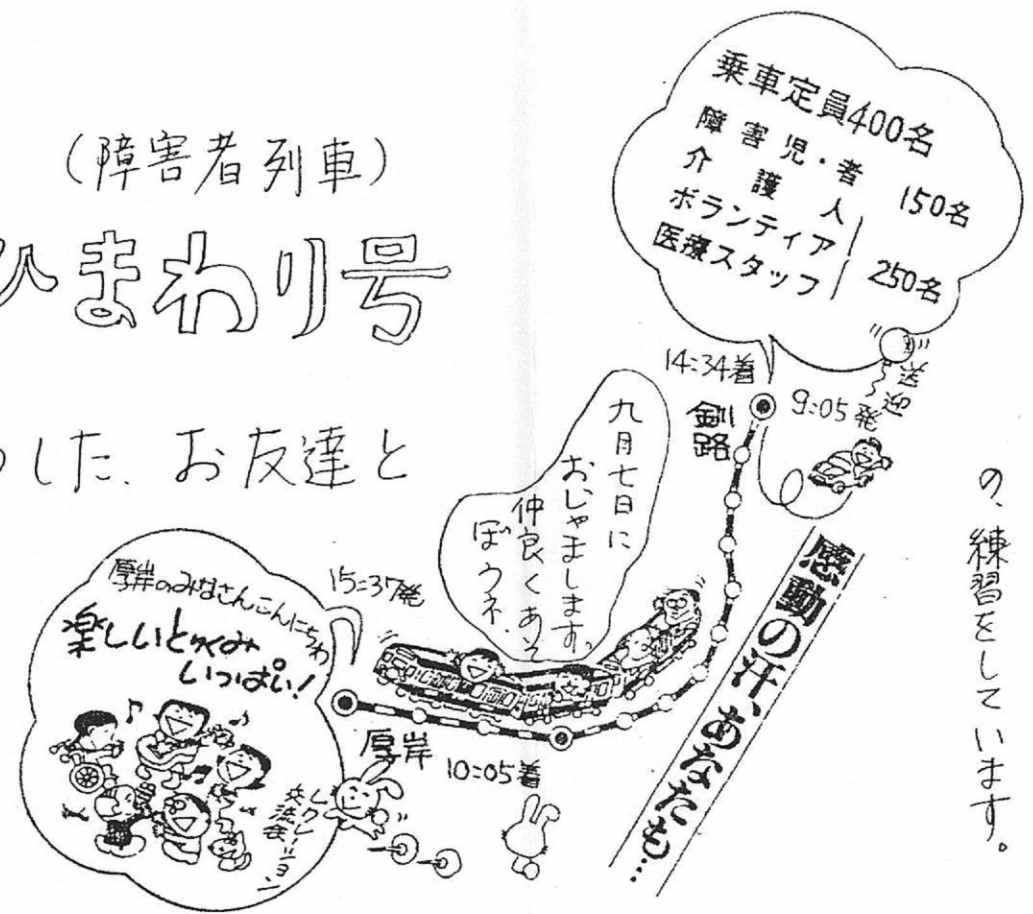 (障害者列車)
ひまわり号
した、お友達と
乗車定員400名
障害児・者 150名
介護人
ボランティア
医療スタッフ
250名
送迎
14:34着
釧路
9:05発
九月七日に
おじゃまします。
仲良くあそ
ぼうネ
の、練習をしています。
感動の汗、あなたも…
15:37発
厚岸のみなさんこんにちわ
楽しいとりくみ
いっぱい!
レクレーション
交流会
厚岸
10:05着